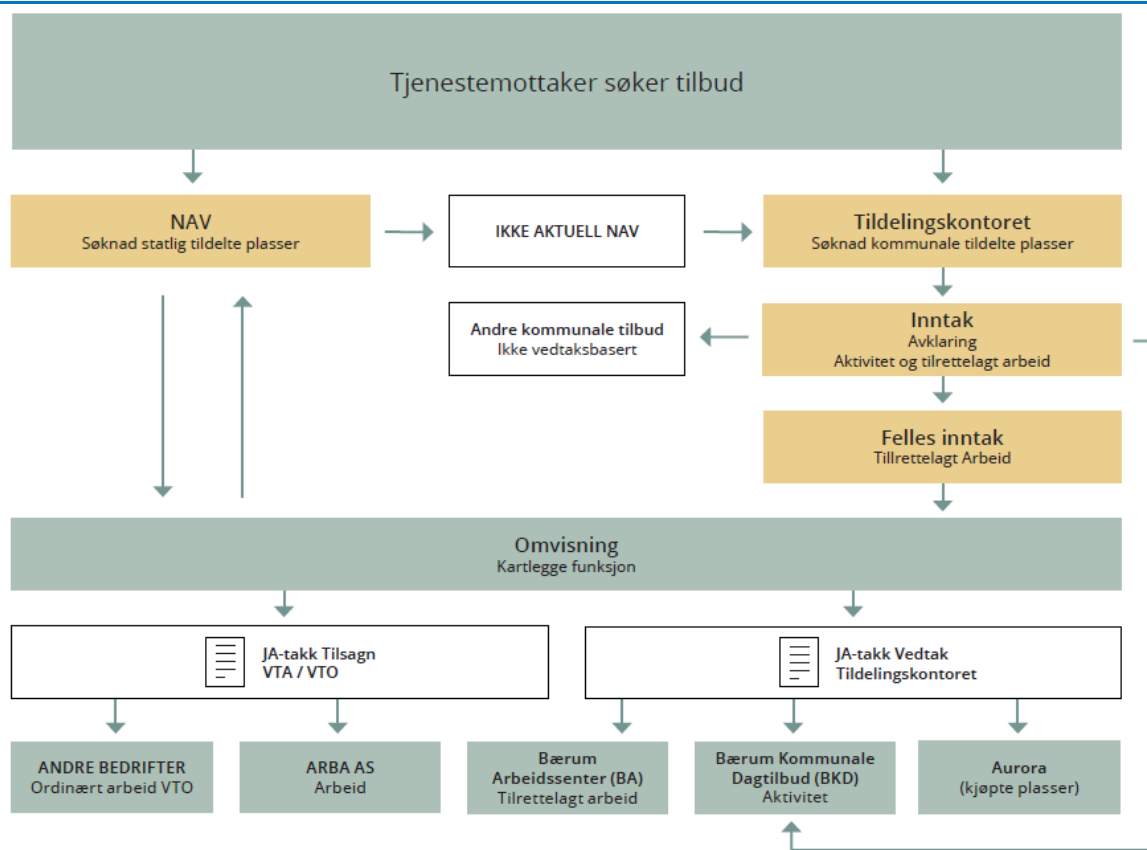 Tjenestemottaker søker tilbud
NAV
Søknad statlig tildelte plasser
IKKE AKTUELL NAV
Tildelingskontoret
Søknad kommunale tildelte plasser
Andre kommunale tilbud
Ikke vedtaksbasert
Inntak
Avklaring
Aktivitet og tilrettelagt arbeid
Felles inntak
Tillrettelagt Arbeid
Omvisning
Kartlegge funksjon
JA-takk Tilsagn
VTA / VTO
JA-takk Vedtak
Tildelingskontoret
ANDRE BEDRIFTER
Ordinært arbeid VTO
ARBA AS
Arbeid
Bærum
Arbeidssenter (BA)
Tilrettelagt arbeid
Bærum Kommunale
Dagtilbud (BKD)
Aktivitet
Aurora
(kjøpte plasser)